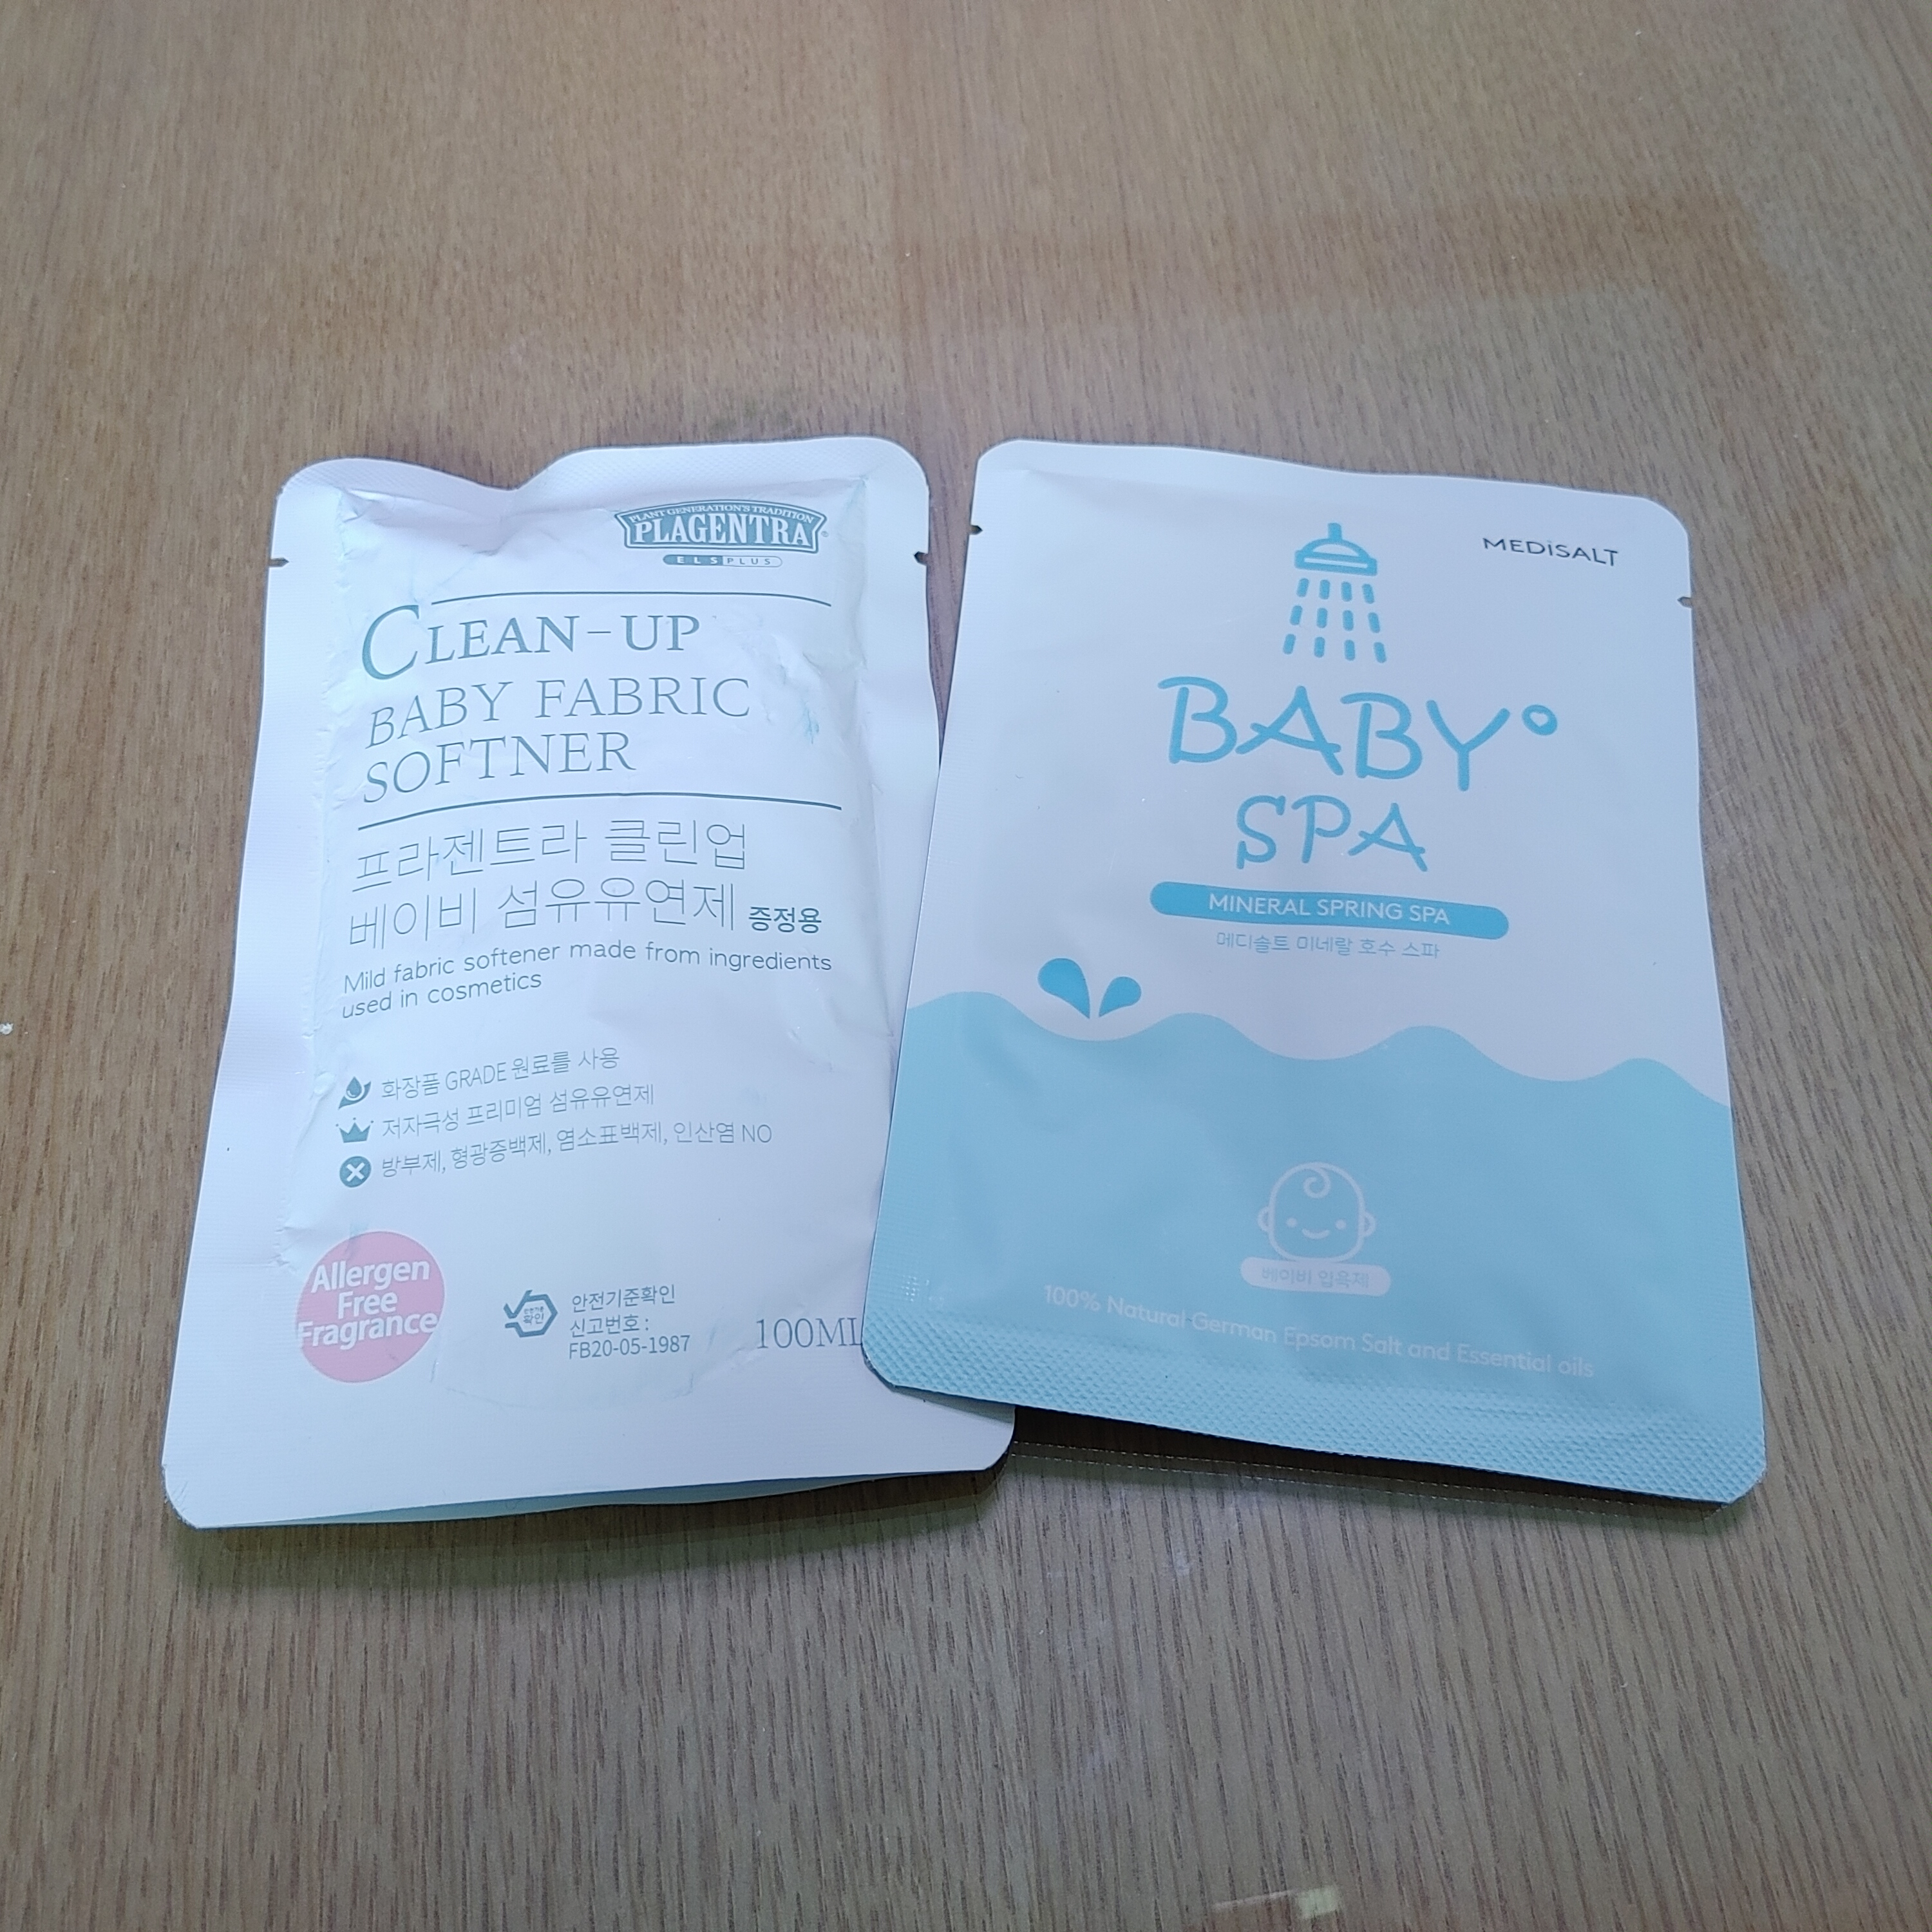 PLANT GENERATION'S TRADITION
PLAGENTRA
ELSPLUS
CLEAN-UP
BABY FABRIC
SOFTNER
프라젠트라 클린업
베이비 섬유유연제 증정용
Mild fabric softener made from ingredients
used in cosmetics
화장품 GRADE 원료를 사용
저자극성 프리미엄 섬유유연제
방부제, 형광증백제, 염소표백제, 인산염 NO
Allergen
Free
Fragrance
확인
안전기준확인
신고번호 :
FB20-05-1987
100ML
MEDiSALT
BABY°
SPA
MINERAL SPRING SPA
메디솔트 미네랄 호수 스파
베이비 입욕제
100% Natural German Epsom Salt and Essential oils